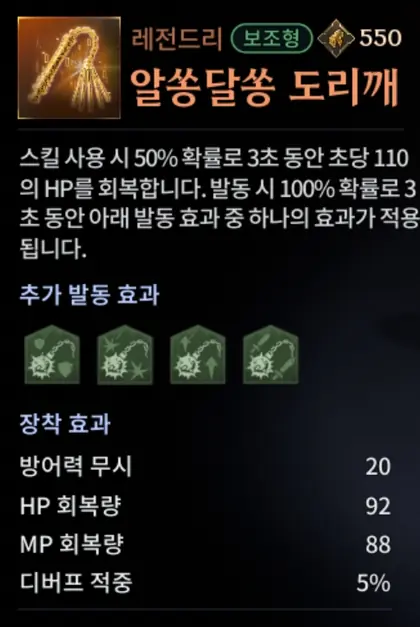 레전드리 보조형 550
알쏭달쏭 도리깨
스킬 사용 시 50% 확률로 3초 동안 초당 110
의 HP를 회복합니다. 발동 시 100% 확률로 3
초 동안 아래 발동 효과 중 하나의 효과가 적용
됩니다.
추가 발동 효과
장착 효과
방어력 무시 20
HP 회복량 92
MP 회복량 88
디버프 적중 5%